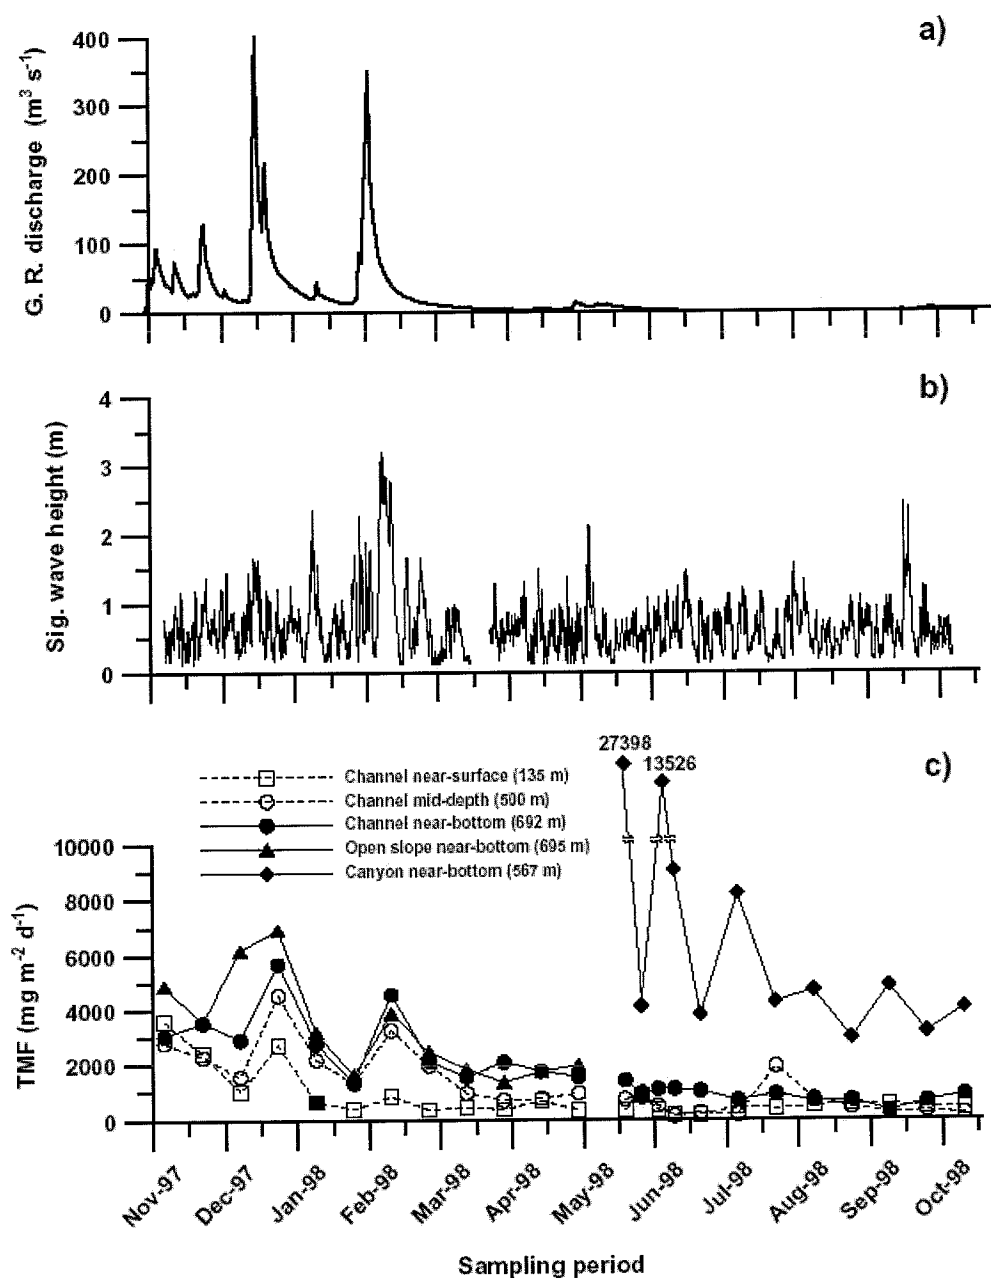 a)
G. R. discharge (m³ s⁻¹)
400
300
200
100
0
b)
Sig. wave height (m)
4
3
2
1
0
c)
27398
13526
Channel near-surface (135 m)
Channel mid-depth (500 m)
Channel near-bottom (692 m)
Open slope near-bottom (695 m)
Canyon near-bottom (567 m)
TMF (mg m⁻² d⁻¹)
10000
8000
6000
4000
2000
0
Nov-97
Dec-97
Jan-98
Feb-98
Mar-98
Apr-98
May-98
Jun-98
Jul-98
Aug-98
Sep-98
Oct-98
Sampling period